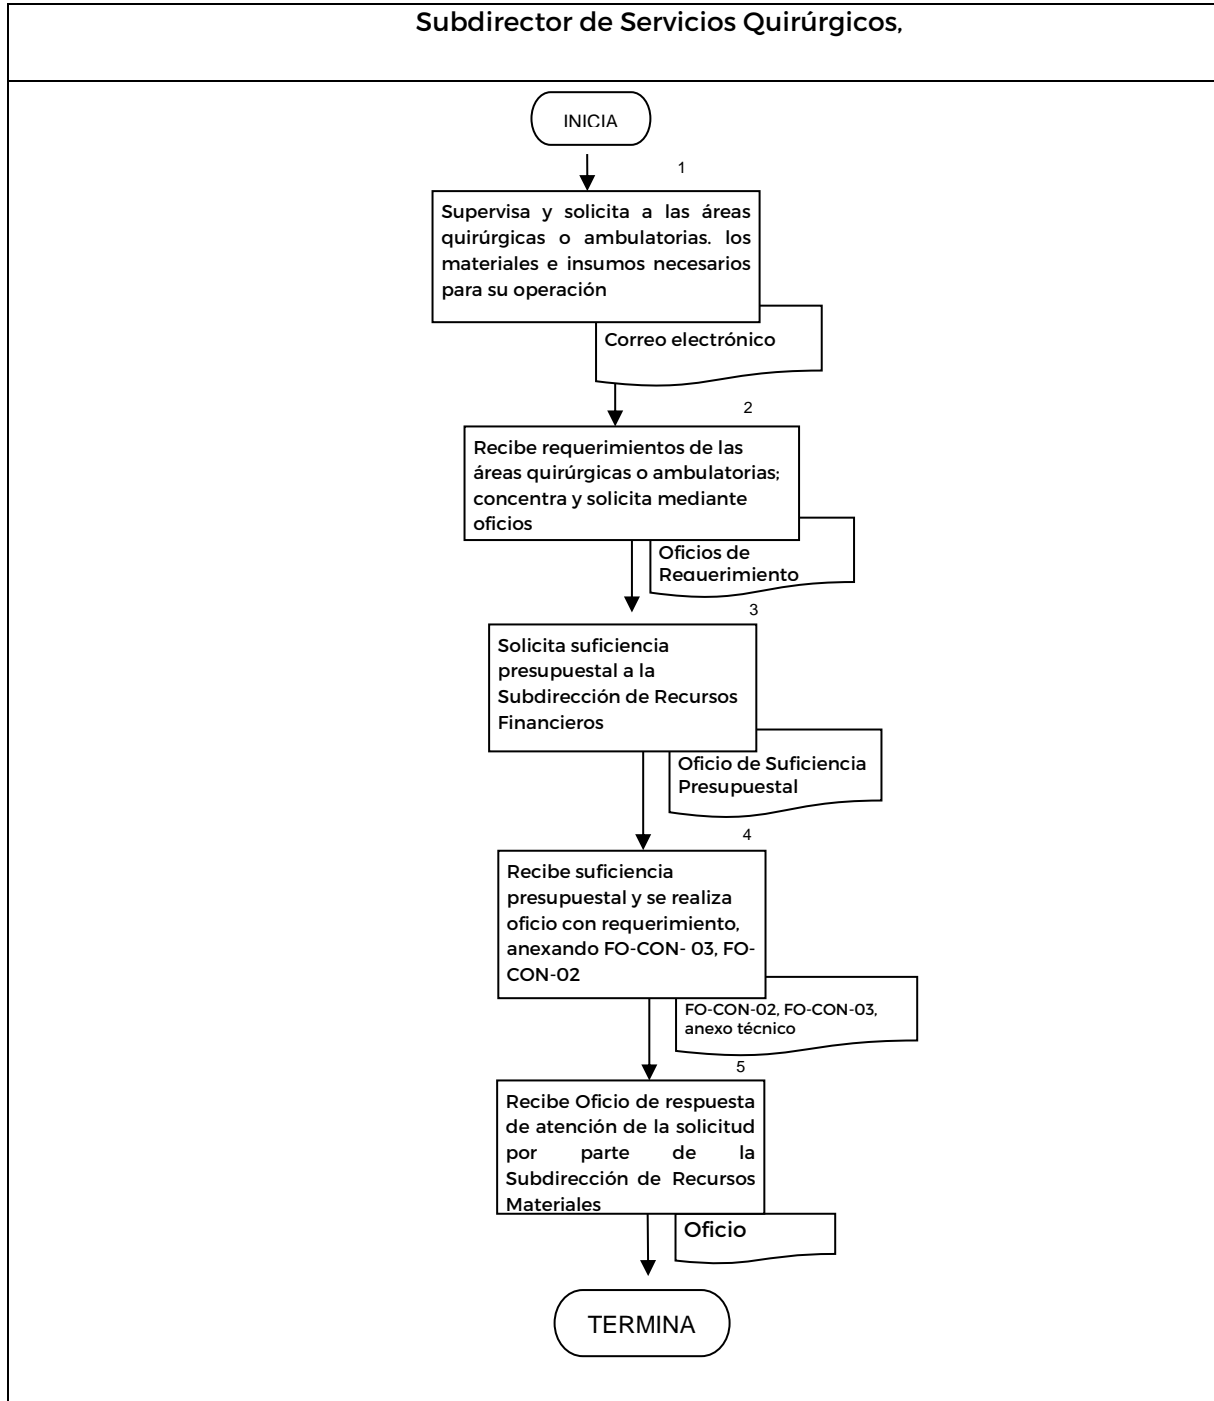 Subdirector de Servicios Quirúrgicos,
INICIA
1
Supervisa y solicita a las áreas
quirúrgicas o ambulatorias. los
materiales e insumos necesarios
para su operación
Correo electrónico
2
Recibe requerimientos de las
áreas quirúrgicas o ambulatorias;
concentra y solicita mediante
oficios
Oficios de
Requerimiento
3
Solicita suficiencia
presupuestal a la
Subdirección de Recursos
Financieros
Oficio de Suficiencia
Presupuestal
4
Recibe suficiencia
presupuestal y se realiza
oficio con requerimiento,
anexando FO-CON- 03, FO-
CON-02
FO-CON-02, FO-CON-03,
anexo técnico
5
Recibe Oficio de respuesta
de atención de la solicitud
por parte de la
Subdirección de Recursos
Materiales
Oficio
TERMINA